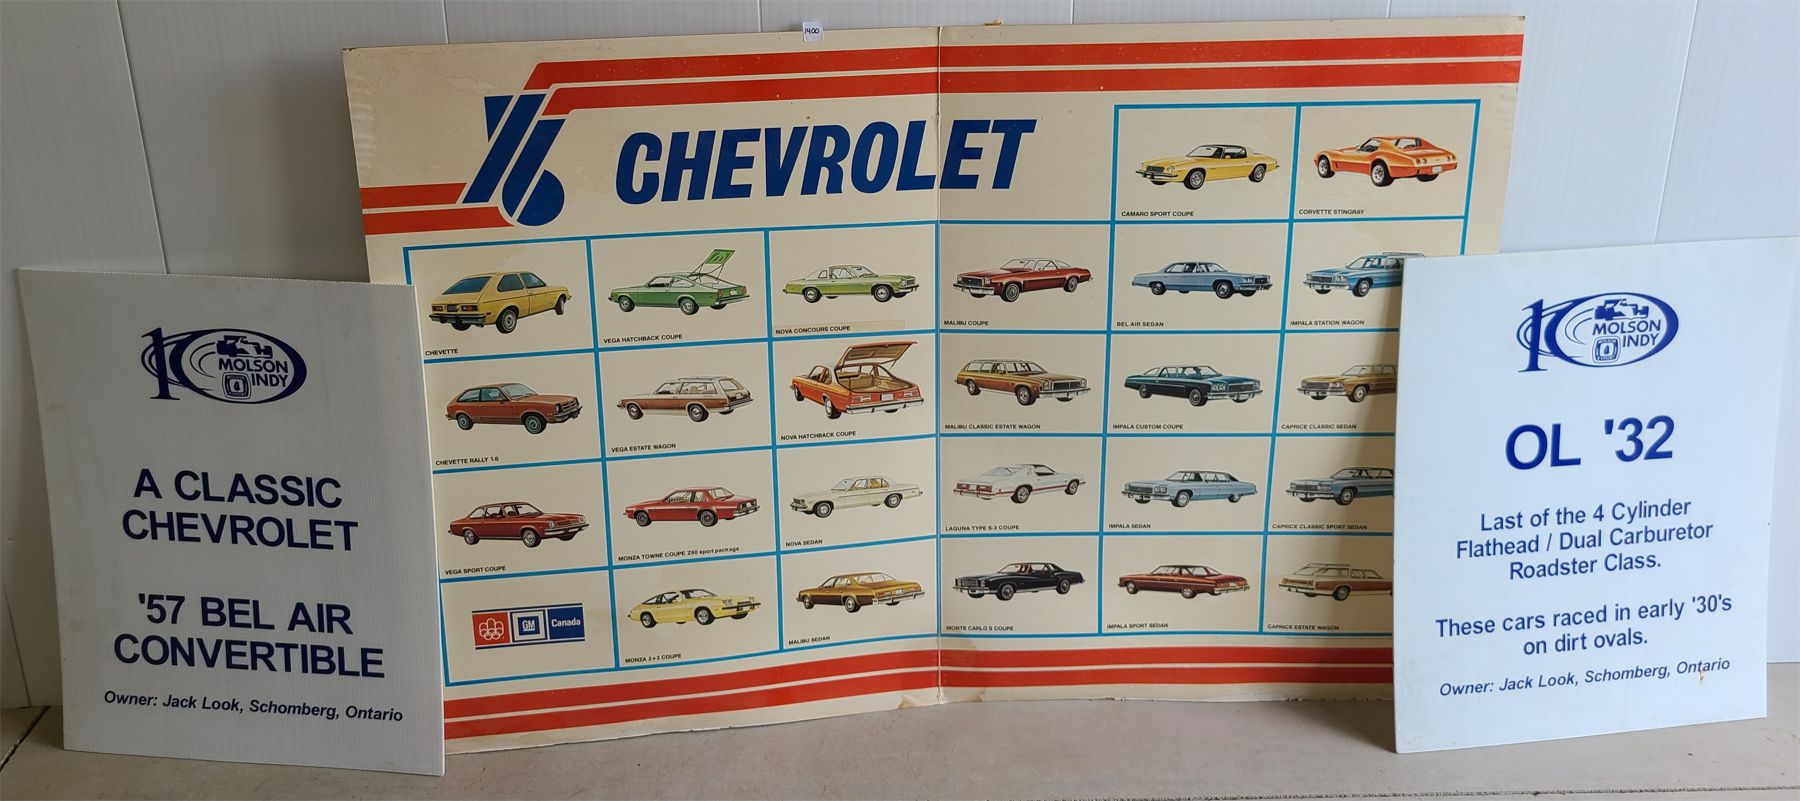 1400
76 CHEVROLET
CAMARO SPORT COUPE
CORVETTE STINGRAY
CHEVETTE
VEGA HATCHBACK COUPE
NOVA CONCOURS COUPE
MALIBU COUPE
BEL AIR SEDAN
IMPALA STATION WAGON
CHEVETTE RALLY 1.6
VEGA ESTATE WAGON
NOVA HATCHBACK COUPE
MALIBU CLASSIC ESTATE WAGON
IMPALA CUSTOM COUPE
CAPRICE CLASSIC SEDAN
VEGA SPORT COUPE
MONZA TOWNE COUPE Z60 sport package
NOVA SEDAN
LAGUNA TYPE S-3 COUPE
IMPALA SEDAN
CAPRICE CLASSIC SPORT SEDAN
GM
Canada
MONZA 2+2 COUPE
MALIBU SEDAN
MONTE CARLO S COUPE
IMPALA SPORT SEDAN
CAPRICE ESTATE WAGON
10
MOLSON
INDY
A CLASSIC
CHEVROLET
'57 BEL AIR
CONVERTIBLE
Owner: Jack Look, Schomberg, Ontario
10
MOLSON
INDY
OL '32
Last of the 4 Cylinder
Flathead / Dual Carburetor
Roadster Class.
These cars raced in early '30's
on dirt ovals.
Owner: Jack Look, Schomberg, Ontario